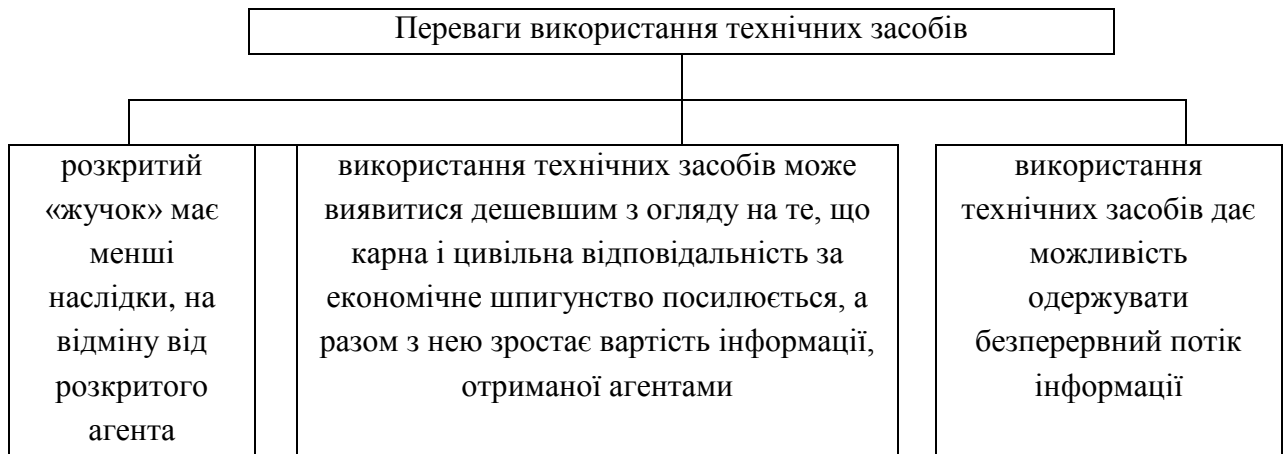 Переваги використання технічних засобів
розкритий
«жучок» має
менші
наслідки, на
відміну від
розкритого
агента
використання технічних засобів може
виявитися дешевшим з огляду на те, що
карна і цивільна відповідальність за
економічне шпигунство посилюється, а
разом з нею зростає вартість інформації,
отриманої агентами
використання
технічних засобів дає
можливість
одержувати
безперервний потік
інформації